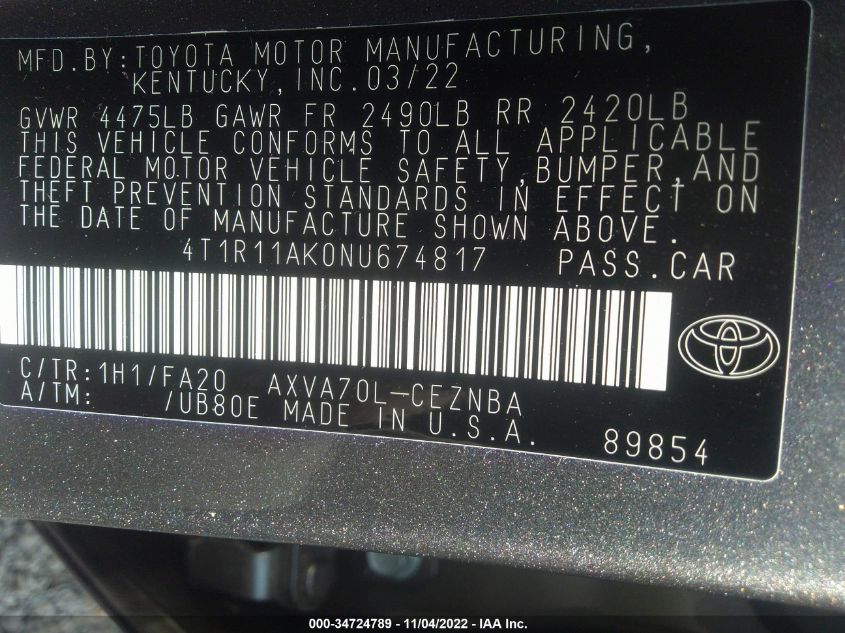 MFD.BY:TOYOTA MOTOR MANUFACTURING,
KENTUCKY,INC.03/22
GVWR 4475LB GAWR FR 2490LB RR 2420LB
THIS VEHICLE CONFORMS TO ALL APPLICABLE
FEDERAL MOTOR VEHICLE SAFETY,BUMPER,AND
THEFT PREVENTION STANDARDS IN EFFECT ON
THE DATE OF MANUFACTURE SHOWN ABOVE.
4T1R11AK0NU674817 PASS.CAR
C/TR:1H1/FA20 AXVA70L-CEZNBA
A/TM: /UB80E MADE IN U.S.A.
89854
000-34724789 - 11/04/2022 - IAA Inc.